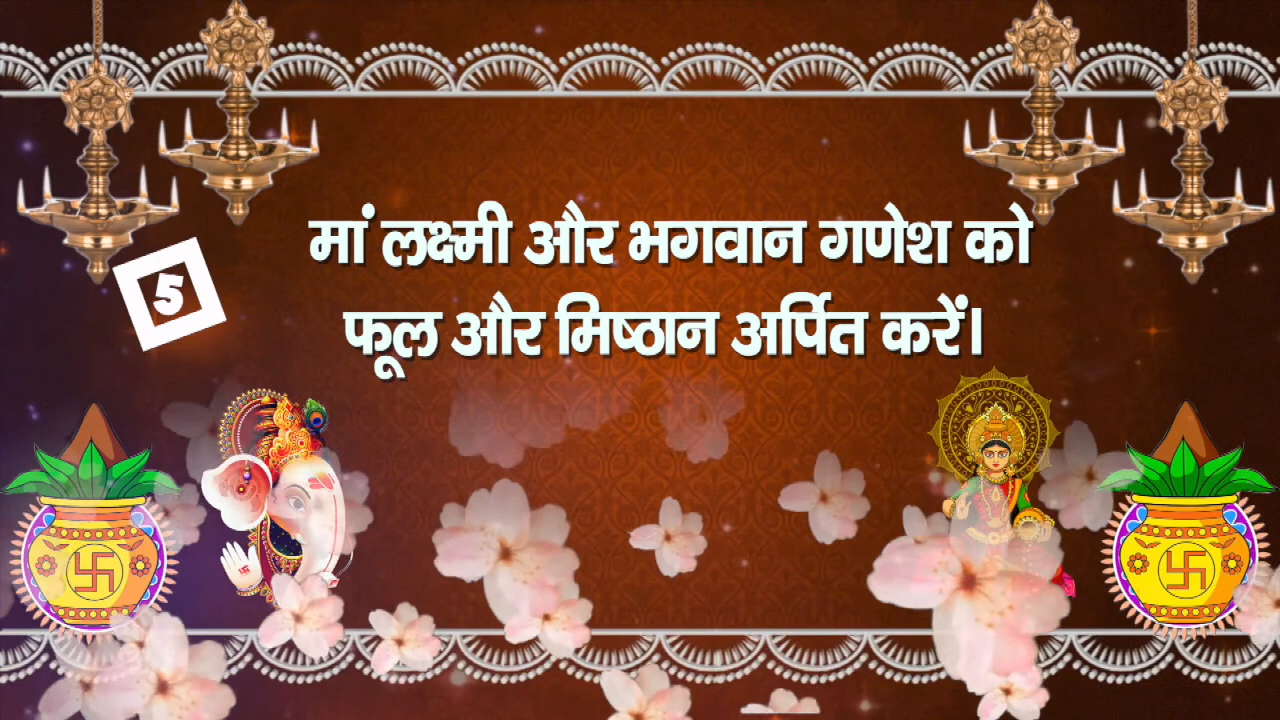 5
मां लक्ष्मी और भगवान गणेश को
फूल और मिष्ठान अर्पित करें।